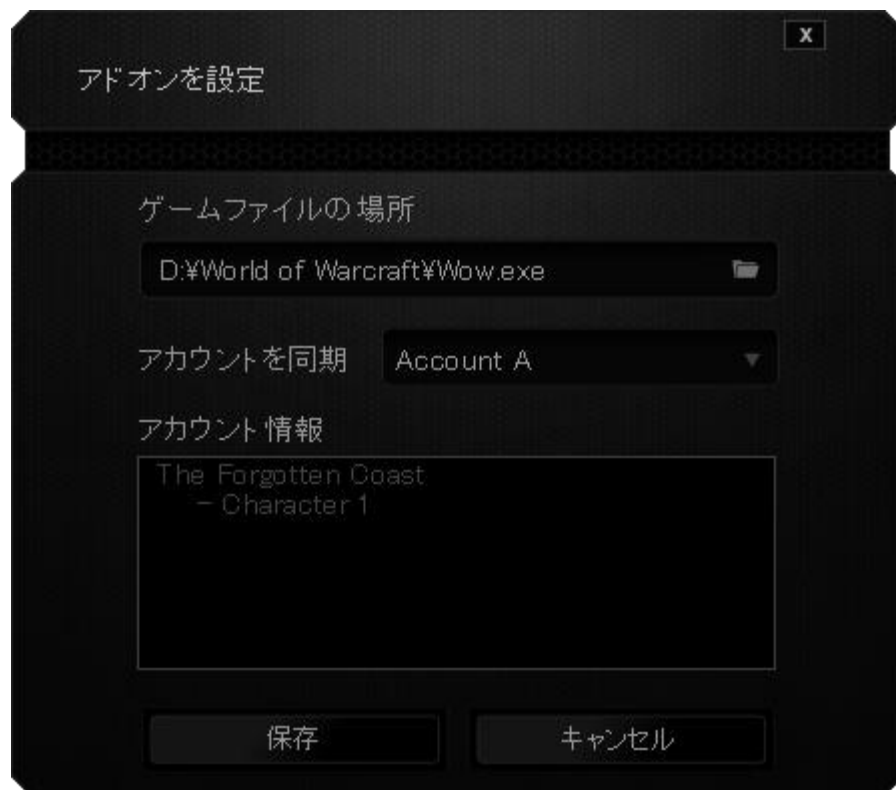 X
アドオンを設定
ゲームファイルの場所
D:¥World of Warcraft¥Wow.exe
アカウントを同期 Account A
アカウント情報
The Forgotten Coast
- Character 1
保存 キャンセル